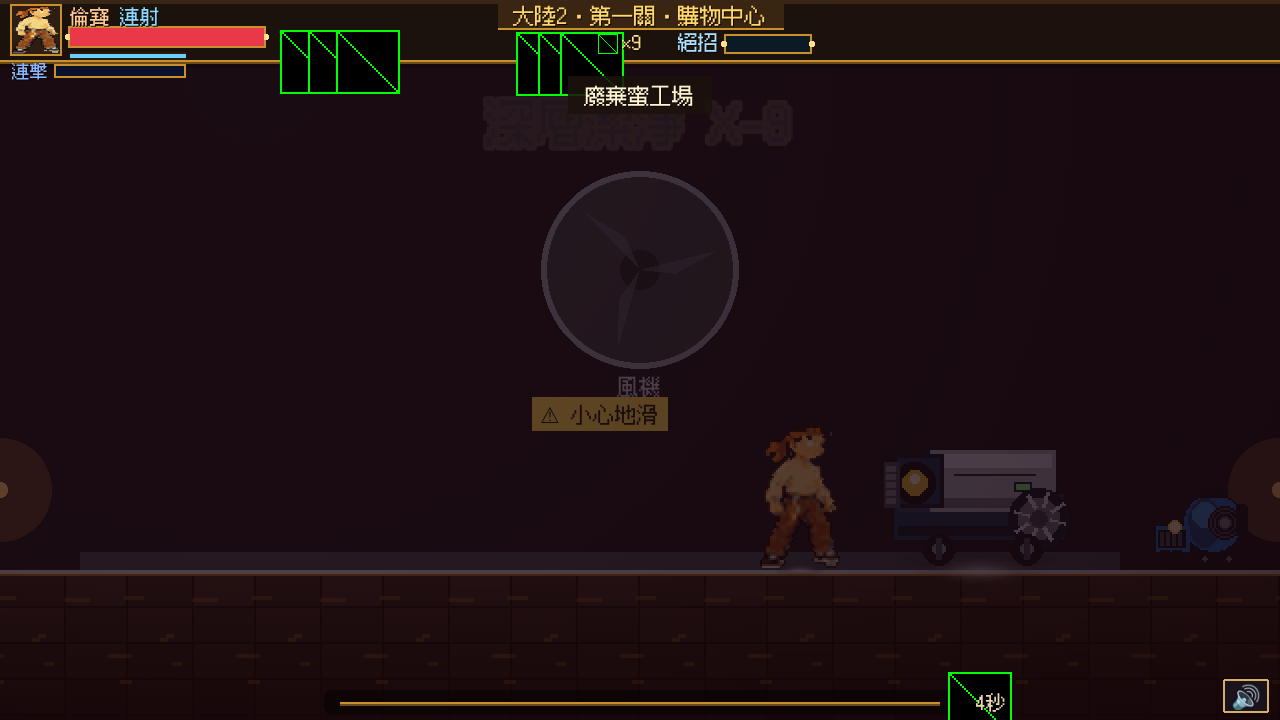 倫寶 連射
大陸2·第一關·購物中心
×9
絕招
連擊
廢棄蜜工場
風機
⚠ 小心地滑
4秒